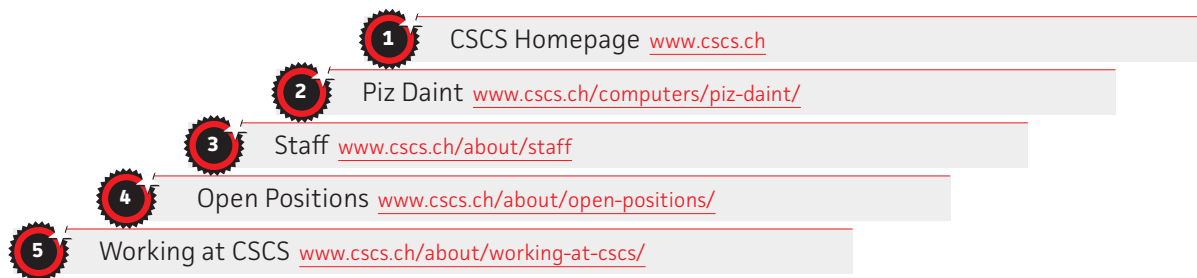 1 CSCS Homepage www.cscs.ch
2 Piz Daint www.cscs.ch/computers/piz-daint/
3 Staff www.cscs.ch/about/staff
4 Open Positions www.cscs.ch/about/open-positions/
5 Working at CSCS www.cscs.ch/about/working-at-cscs/